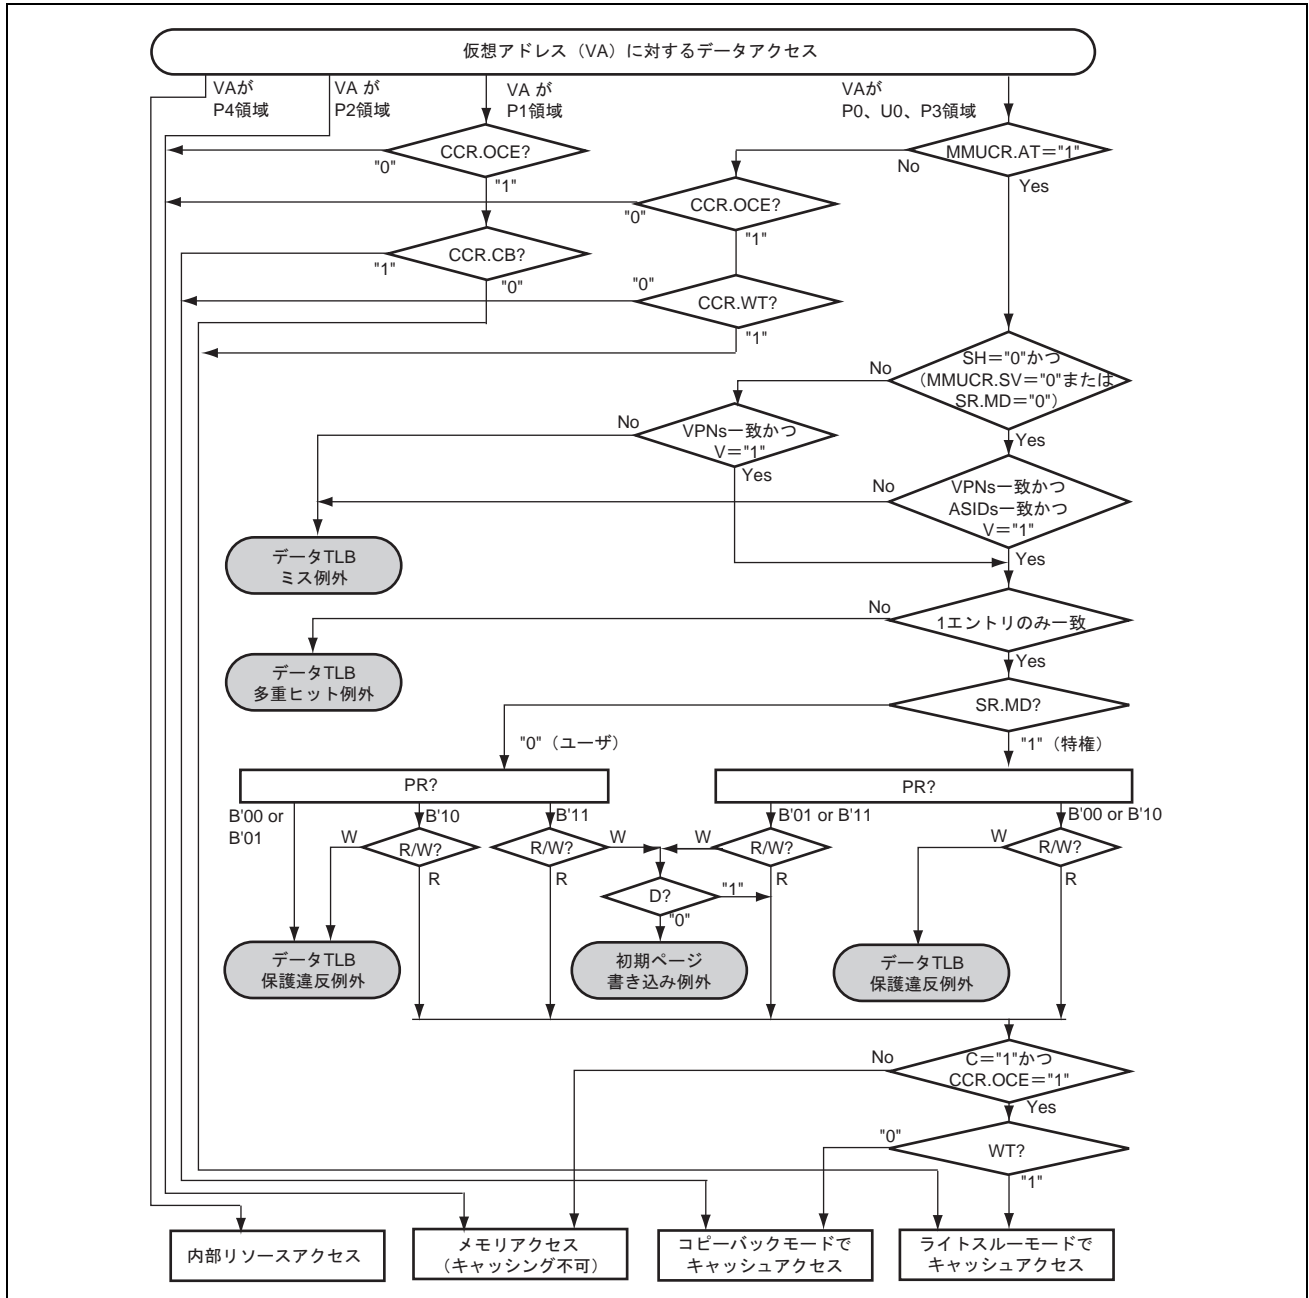 仮想アドレス（VA）に対するデータアクセス
VAが
P4領域
VA が
P2領域
VA が
P1領域
VAが
P0、U0、P3領域
CCR.OCE?
"0"
"1"
MMUCR.AT＝"1"
No
Yes
CCR.OCE?
"0"
"1"
CCR.CB?
"1"
"0"
CCR.WT?
"0"
"1"
SH＝"0"かつ
（MMUCR.SV＝"0"または
SR.MD＝"0"）
No
Yes
VPNs一致かつ
V＝"1"
No
Yes
VPNs一致かつ
ASIDs一致かつ
V＝"1"
No
Yes
データTLB
ミス例外
1エントリのみ一致
No
Yes
データTLB
多重ヒット例外
SR.MD?
"0"（ユーザ）
"1"（特権）
PR?
PR?
B'00 or
B'01
B'10
B'11
B'01 or B'11
B'00 or B'10
W
R/W?
R
R/W?
W
R
W
R/W?
R
W
R/W?
R
D?
"1"
"0"
データTLB
保護違反例外
初期ページ
書き込み例外
データTLB
保護違反例外
C＝"1"かつ
CCR.OCE＝"1"
No
Yes
WT?
"0"
"1"
内部リソースアクセス
メモリアクセス
（キャッシング不可）
コピーバックモードで
キャッシュアクセス
ライトスルーモードで
キャッシュアクセス